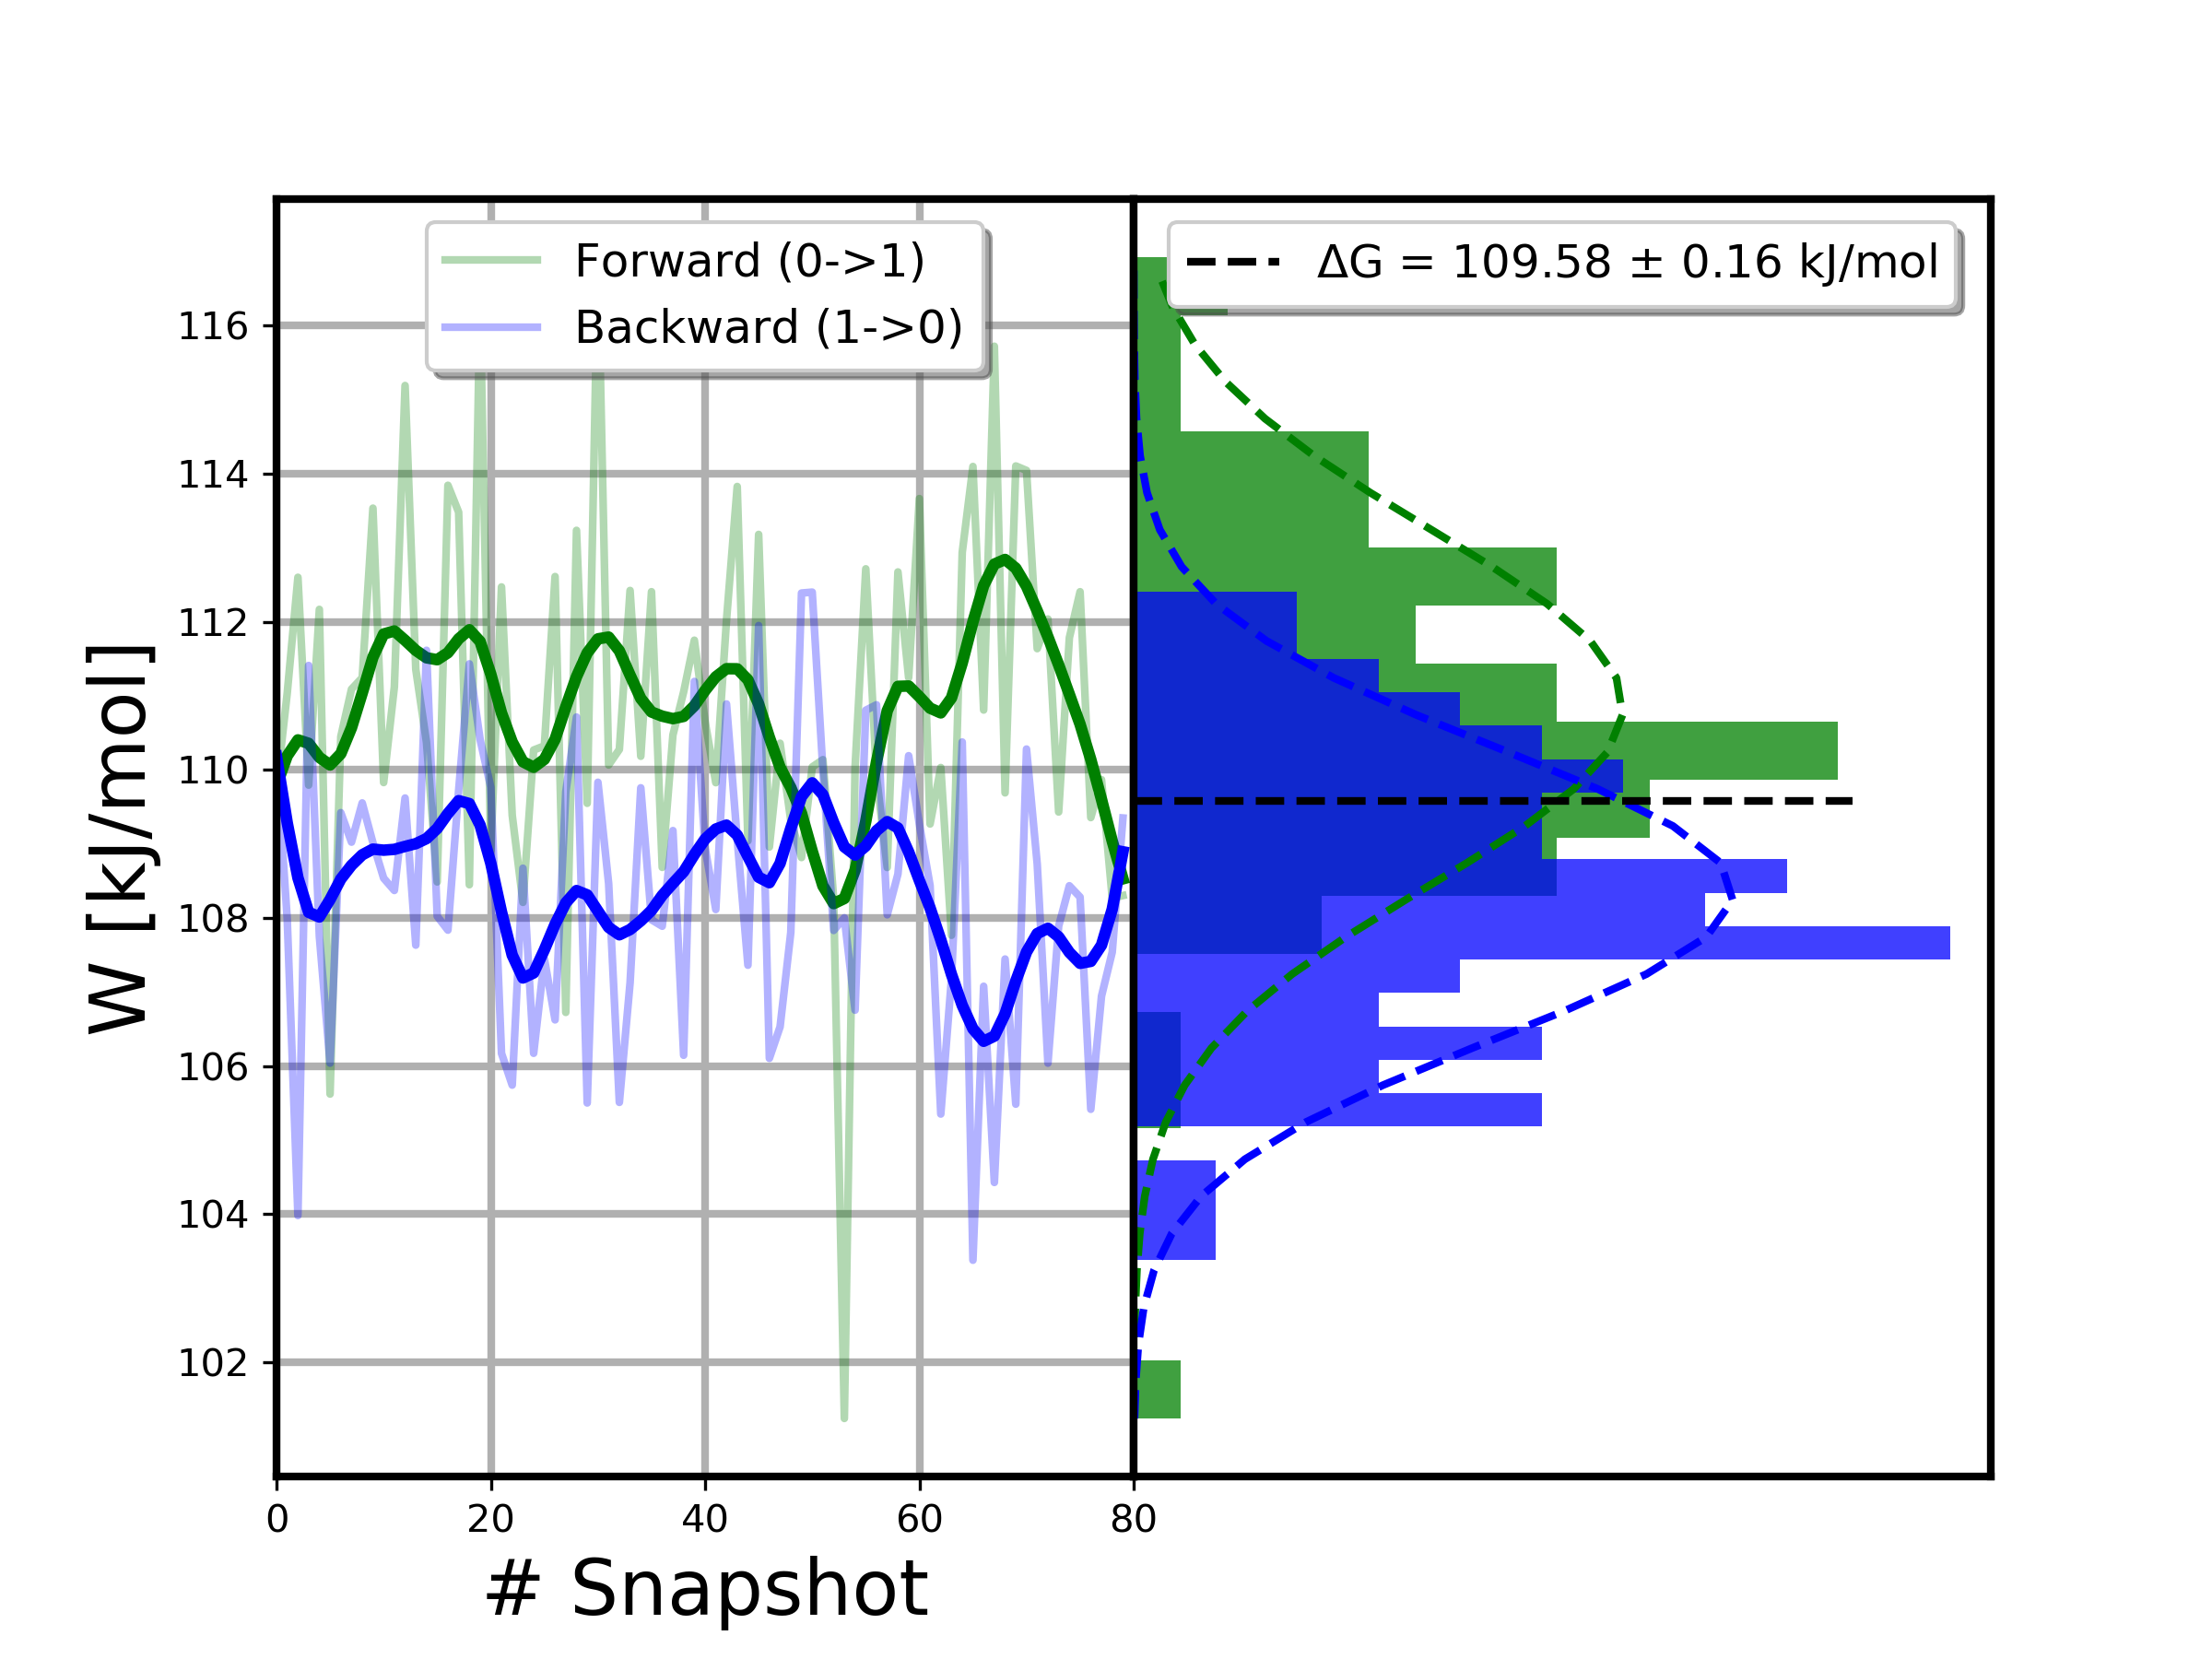 Forward (0->1)
Backward (1->0)
ΔG = 109.58 ± 0.16 kJ/mol
116
114
112
110
108
106
104
102
W [kJ/mol]
0
20
40
60
80
# Snapshot